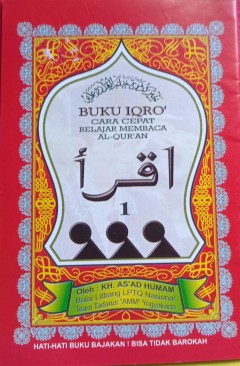 BUKU IQRO'
CARA CEPAT
BELAJAR MEMBACA
AL-QUR'AN
اقرأ
1
Oleh : KH. AS'AD HUMAM
Balai Litbang LPTQ Nasional
Team Tadarus "AMM" Yogyakarta
HATI-HATI BUKU BAJAKAN ! BISA TIDAK BAROKAH